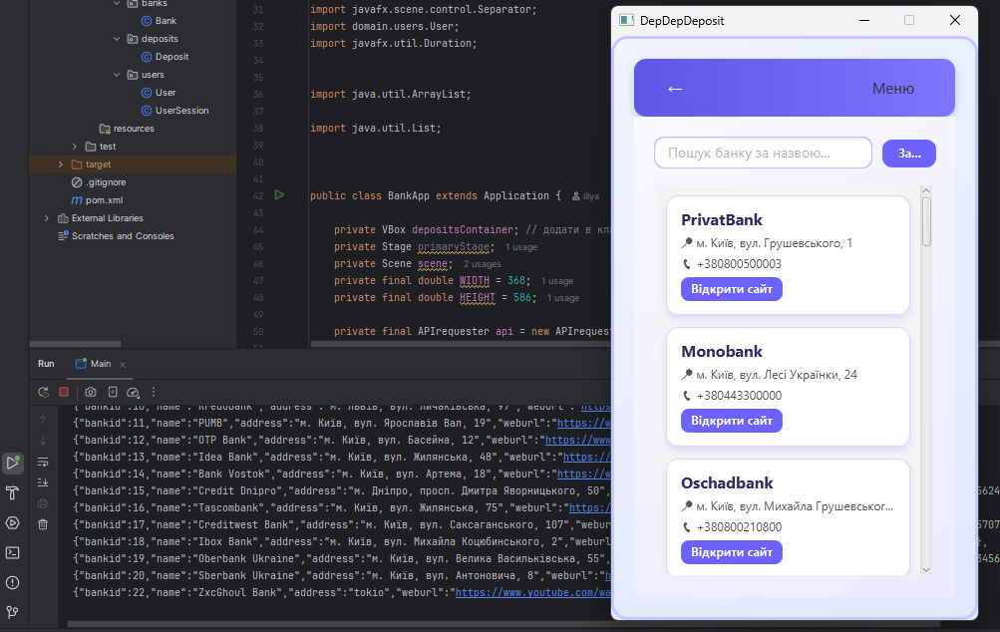 banks
Bank
deposits
Deposit
users
User
UserSession
resources
test
target
.gitignore
pom.xml
External Libraries
Scratches and Consoles
31 import javafx.scene.control.Separator;
32 import domain.users.User;
33 import javafx.util.Duration;
34
35
36 import java.util.ArrayList;
37
38 import java.util.List;
39
40
41
42 public class BankApp extends Application { illya
43
44 private VBox depositsContainer; // додати в кл
45 private Stage primaryStage; 1 usage
46 private Scene scene; 2 usages
47 private final double WIDTH = 368; 1 usage
48 private final double HEIGHT = 586; 1 usage
49
50 private final APIrequester api = new APIrequest
Run
Main
{"bankid":10,"name":"Kredobank","address":"м. Львів, вул. Личаківська, 97","weburl":"https
{"bankid":11,"name":"PUMB","address":"м. Київ, вул. Ярославів Вал, 19","weburl":"https://w
{"bankid":12,"name":"OTP Bank","address":"м. Київ, вул. Басейна, 12","weburl":"https://www
{"bankid":13,"name":"Idea Bank","address":"м. Київ, вул. Жилянська, 48","weburl":"https://
{"bankid":14,"name":"Bank Vostok","address":"м. Київ, вул. Артема, 18","weburl":"https://w
{"bankid":15,"name":"Credit Dnipro","address":"м. Дніпро, просп. Дмитра Яворницького, 50", 5624
{"bankid":16,"name":"Tascombank","address":"м. Київ, вул. Жилянська, 75","weburl":"https:/
{"bankid":17,"name":"Creditwest Bank","address":"м. Київ, вул. Саксаганського, 107","webur 5707
{"bankid":18,"name":"Ibox Bank","address":"м. Київ, вул. Михайла Коцюбинського, 2","weburl },
{"bankid":19,"name":"Oberbank Ukraine","address":"м. Київ, вул. Велика Васильківська, 55", 3456
{"bankid":20,"name":"Sberbank Ukraine","address":"м. Київ, вул. Антоновича, 8","weburl":"h
{"bankid":22,"name":"ZxcGhoul Bank","address":"tokio","weburl":"https://www.youtube.com/wa
DepDepDeposit
← Меню
Пошук банку за назвою...
За...
PrivatBank
м. Київ, вул. Грушевського, 1
+380800500003
Відкрити сайт
Monobank
м. Київ, вул. Лесі Українки, 24
+380443300000
Відкрити сайт
Oschadbank
м. Київ, вул. Михайла Грушевськог...
+380800210800
Відкрити сайт